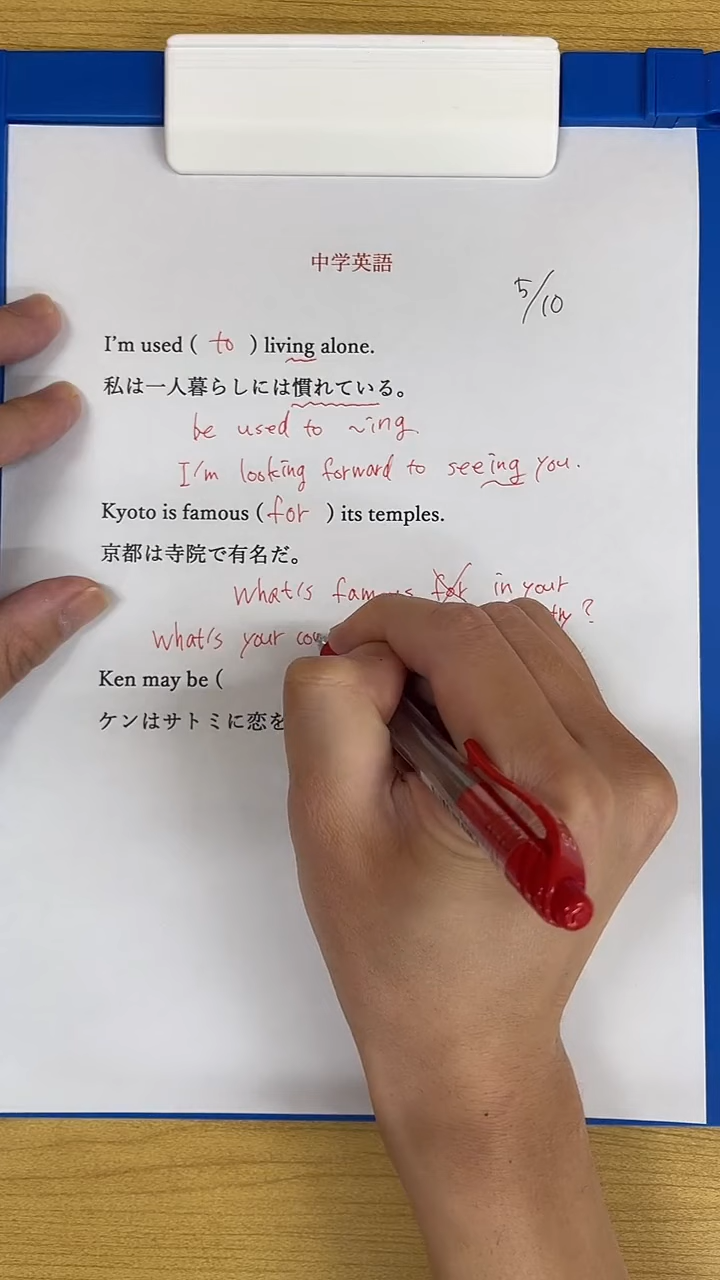 中学英語
5/10
I'm used ( to ) living alone.
私は一人暮らしには慣れている。
be used to ~ing.
I'm looking forward to seeing you.
Kyoto is famous ( for ) its temples.
京都は寺院で有名だ。
What's famous for in your
try?
What's your
Ken may be (
ケンはサトミに恋を